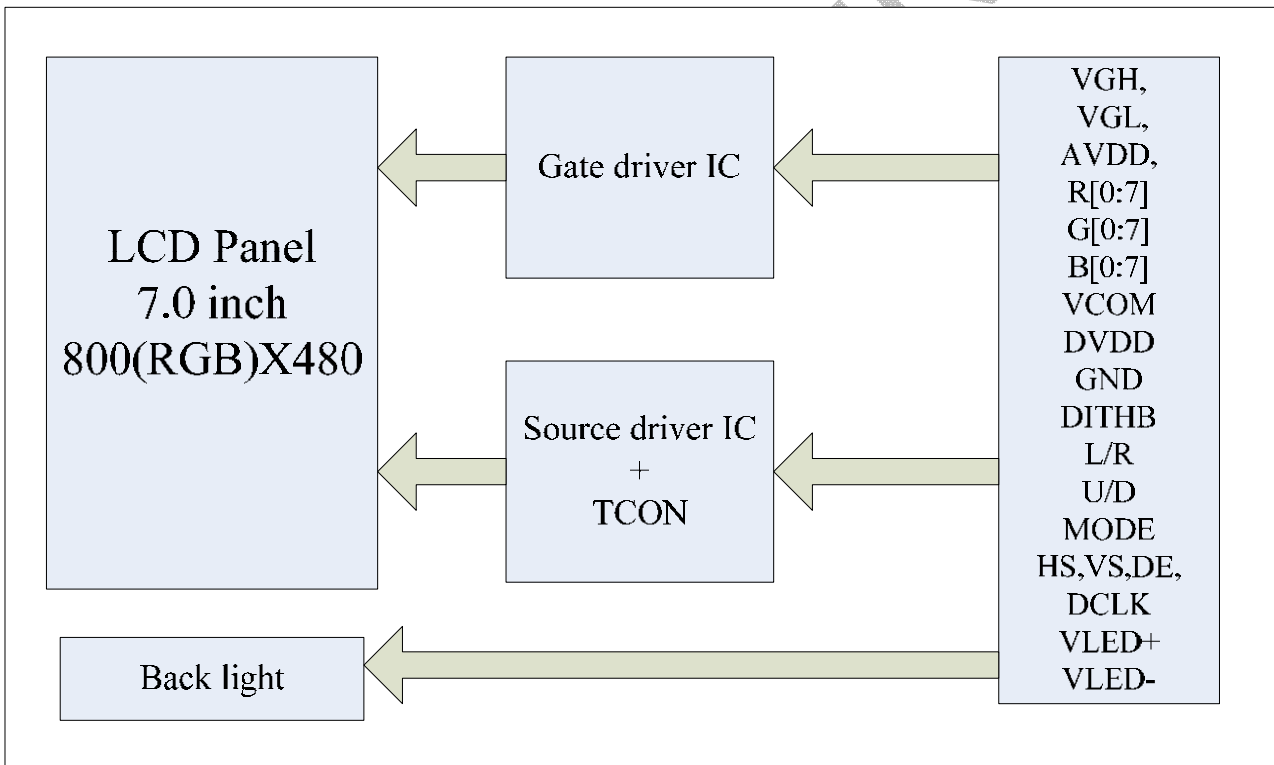 LCD Panel
7.0 inch
800(RGB)X480
Gate driver IC
Source driver IC
+
TCON
Back light
VGH,
VGL,
AVDD,
R[0:7]
G[0:7]
B[0:7]
VCOM
DVDD
GND
DITHB
L/R
U/D
MODE
HS,VS,DE,
DCLK
VLED+
VLED-